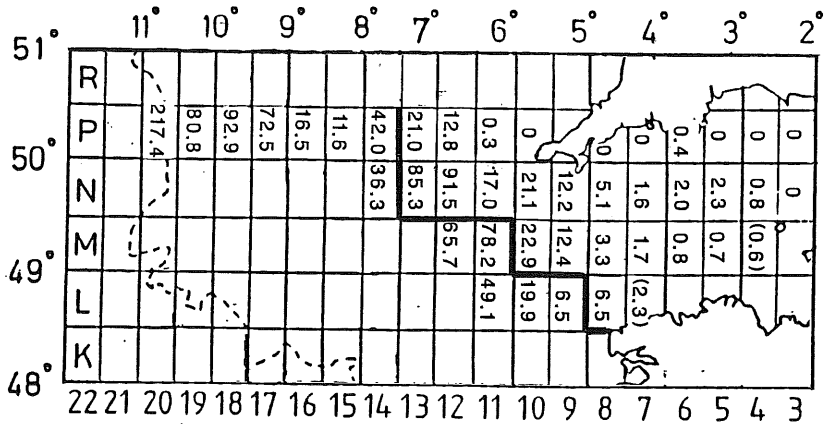 11° 10° 9° 8° 7° 6° 5° 4° 3° 2°
51°
R
P 217.4 80.8 92.9 72.5 16.5 11.6 42.0 21.0 12.8 0.3 0 0 0 0.4 0 0
50°
N 36.3 85.3 91.5 17.0 21.1 12.2 5.1 1.6 2.0 2.3 0.8 0
M 65.7 78.2 22.9 12.4 3.3 1.7 0.8 0.7 (0.6)
49°
L 49.1 19.9 6.5 6.5 (2.3)
K
48°
22 21 20 19 18 17 16 15 14 13 12 11 10 9 8 7 6 5 4 3